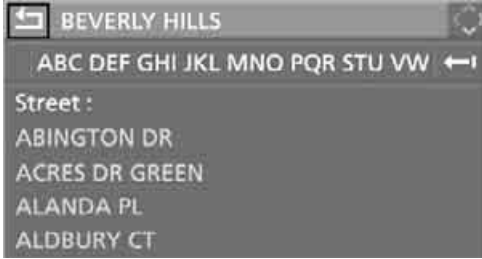 BEVERLY HILLS
ABC DEF GHI JKL MNO PQR STU VW
Street :
ABINGTON DR
ACRES DR GREEN
ALANDA PL
ALDBURY CT